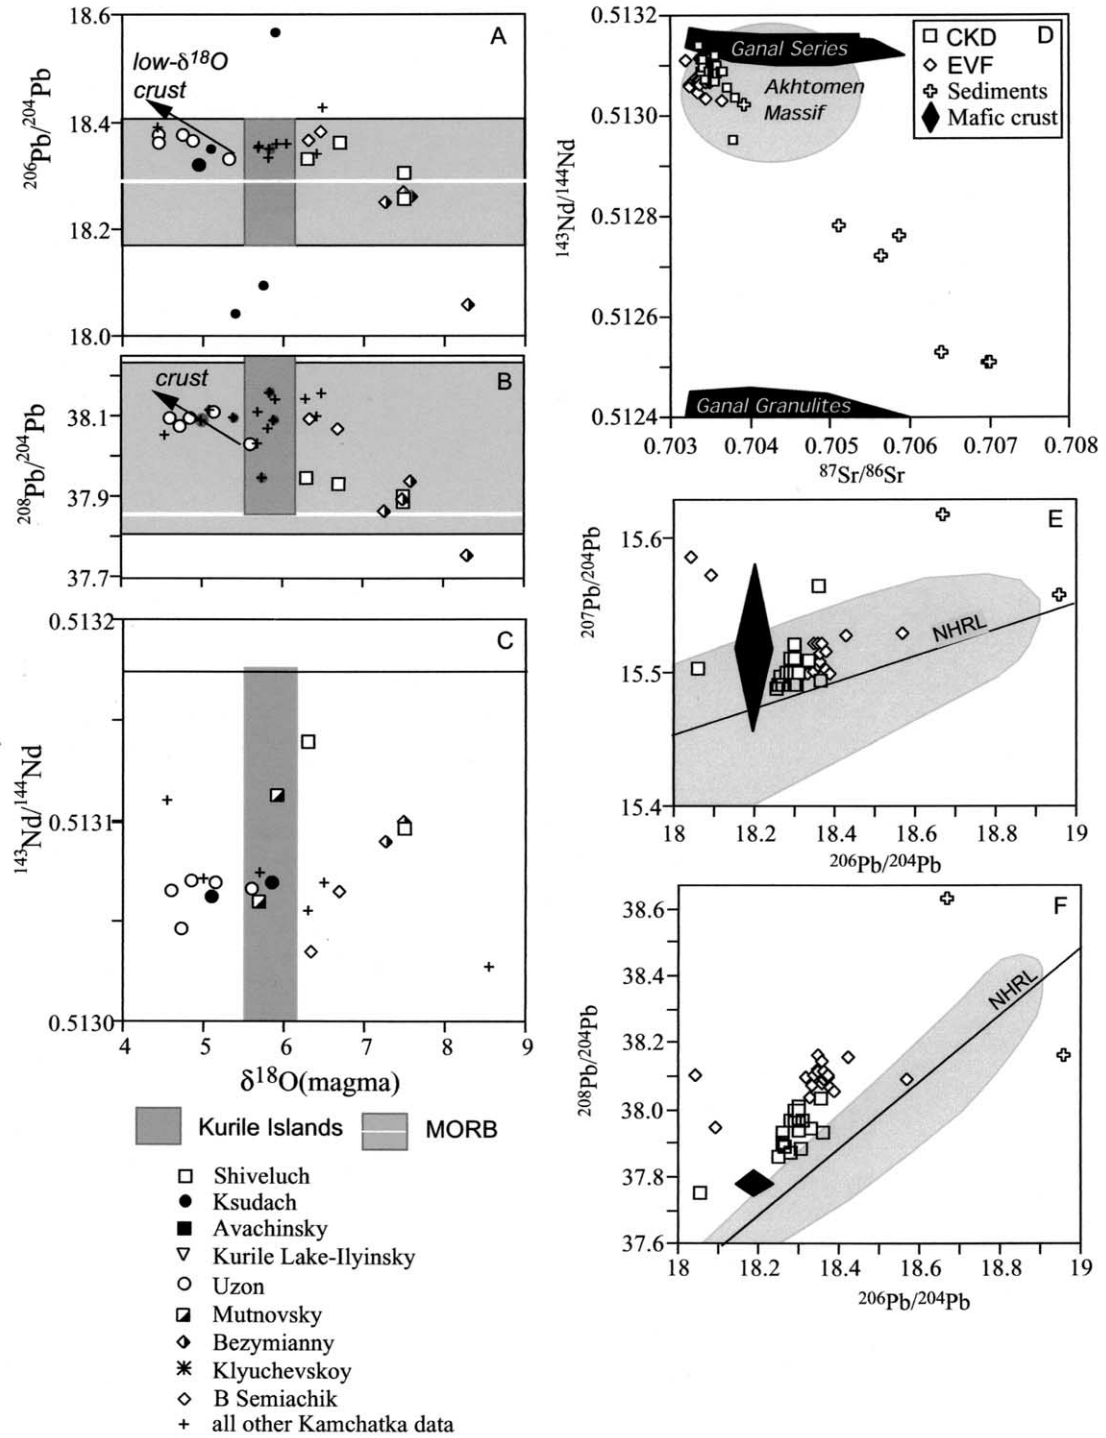 A
18.6
18.4
18.2
18.0
²⁰⁶Pb/²⁰⁴Pb
low-δ¹⁸O
crust
B
38.1
37.9
37.7
²⁰⁸Pb/²⁰⁴Pb
crust
C
0.5132
0.5131
0.5130
¹⁴³Nd/¹⁴⁴Nd
4 5 6 7 8 9
δ¹⁸O(magma)
Kurile Islands
MORB
Shiveluch
Ksudach
Avachinsky
Kurile Lake-Ilyinsky
Uzon
Mutnovsky
Bezymianny
Klyuchevskoy
B Semiachik
all other Kamchatka data
D
0.5132
0.5130
0.5128
0.5126
0.5124
¹⁴³Nd/¹⁴⁴Nd
Ganal Series
Akhtomen
Massif
Ganal Granulites
CKD
EVF
Sediments
Mafic crust
0.703 0.704 0.705 0.706 0.707 0.708
⁸⁷Sr/⁸⁶Sr
E
15.6
15.5
15.4
²⁰⁷Pb/²⁰⁴Pb
NHRL
18 18.2 18.4 18.6 18.8 19
²⁰⁶Pb/²⁰⁴Pb
F
38.6
38.4
38.2
38.0
37.8
37.6
²⁰⁸Pb/²⁰⁴Pb
NHRL
18 18.2 18.4 18.6 18.8 19
²⁰⁶Pb/²⁰⁴Pb